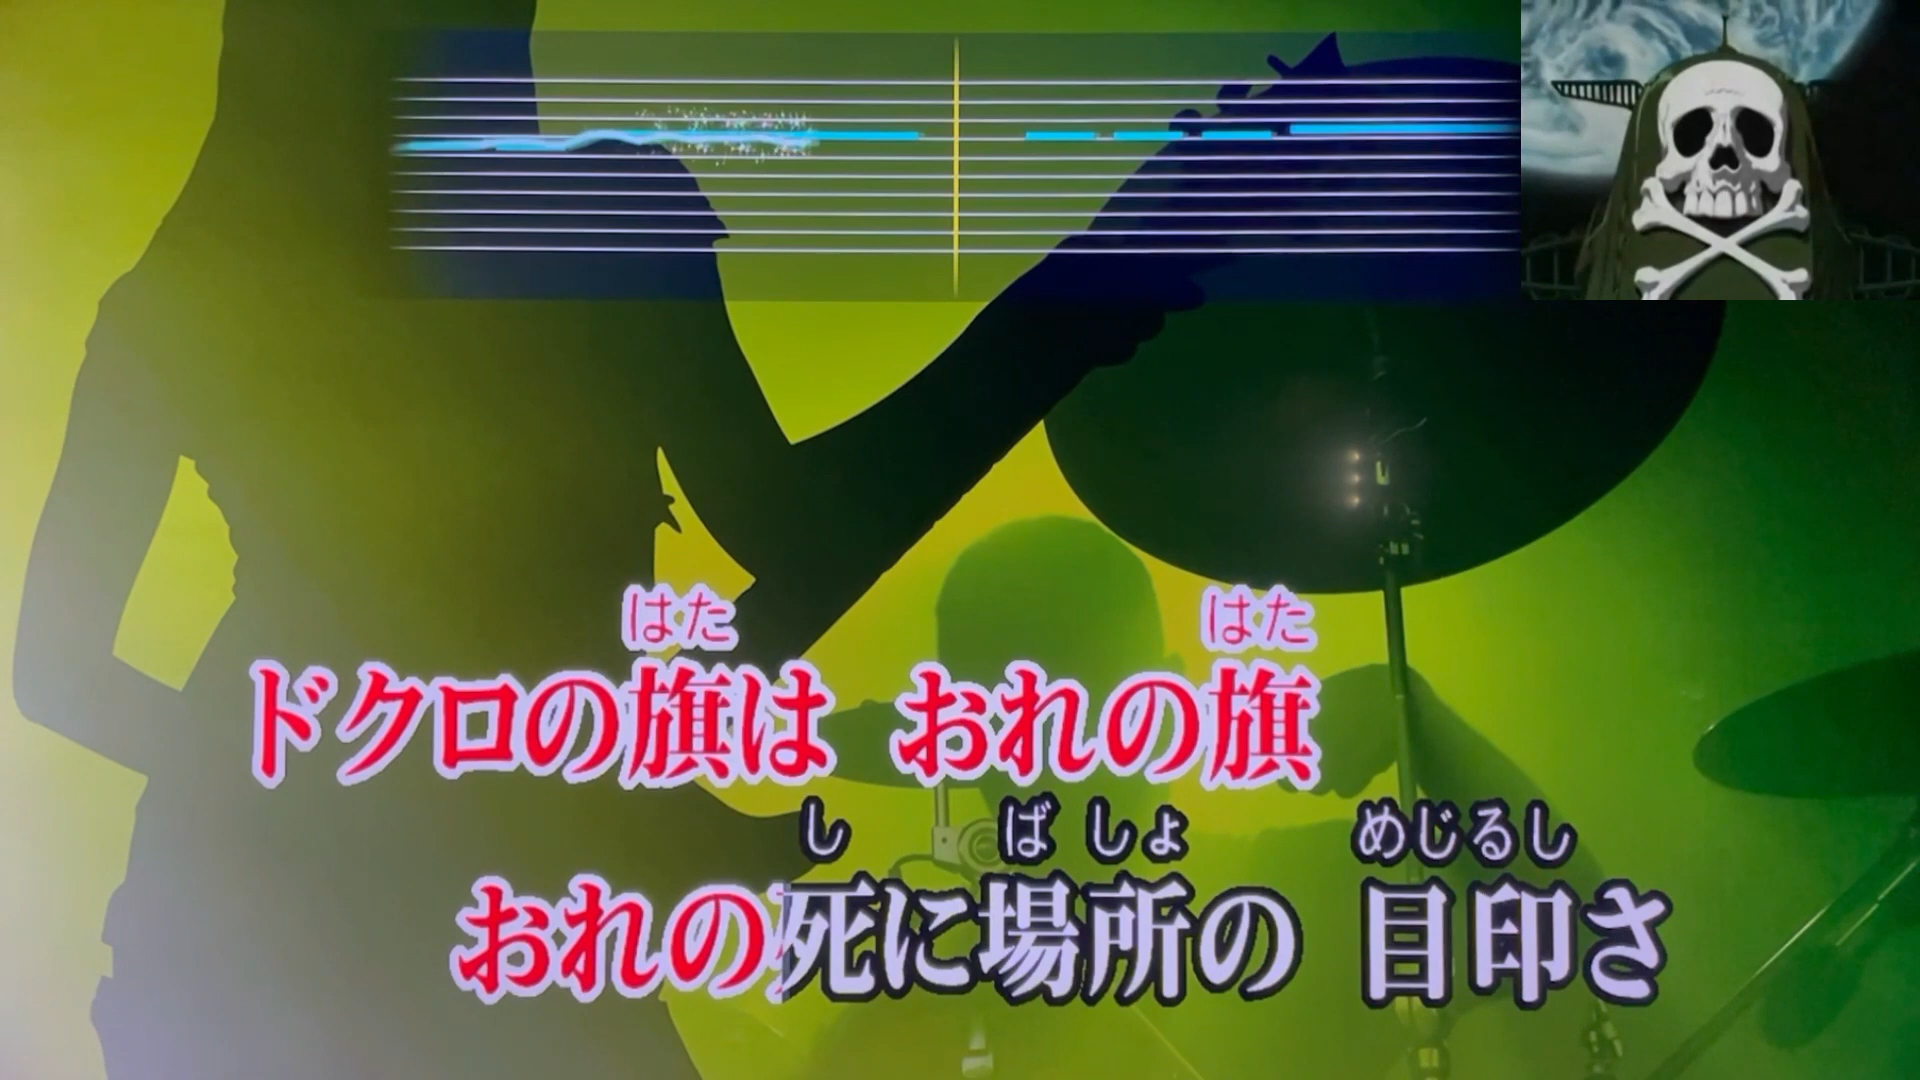 はた はた
ドクロの旗は おれの旗
し ば しょ めじるし
おれの死に場所の 目印さ